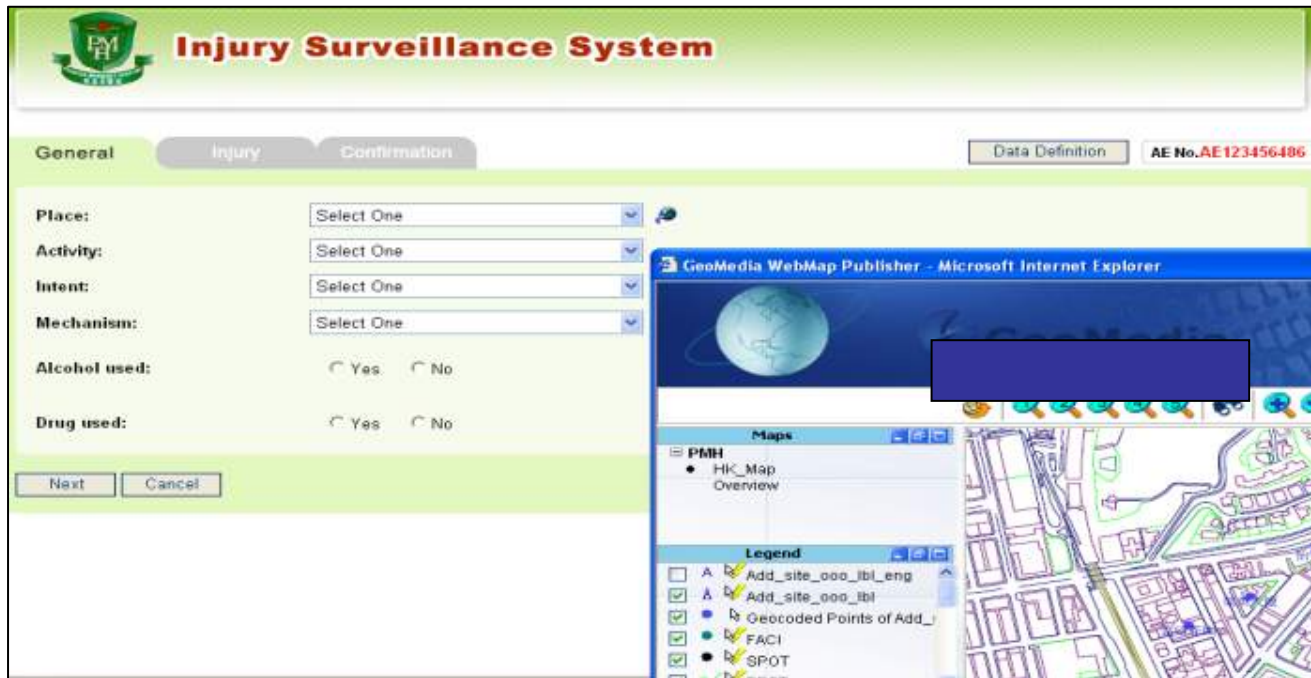 PMH
Injury Surveillance System
General
Injury
Confirmation
Data Definition
AE No.AE123456486
Place:
Select One
Activity:
Select One
Intent:
Select One
Mechanism:
Select One
Alcohol used:
Yes
No
Drug used:
Yes
No
Next
Cancel
GeoMedia WebMap Publisher - Microsoft Internet Explorer
Maps
PMH
HK_Map
Overview
Legend
A Add_site_ooo_lbl_eng
A Add_site_ooo_lbl
Geocoded Points of Add_
FACI
SPOT